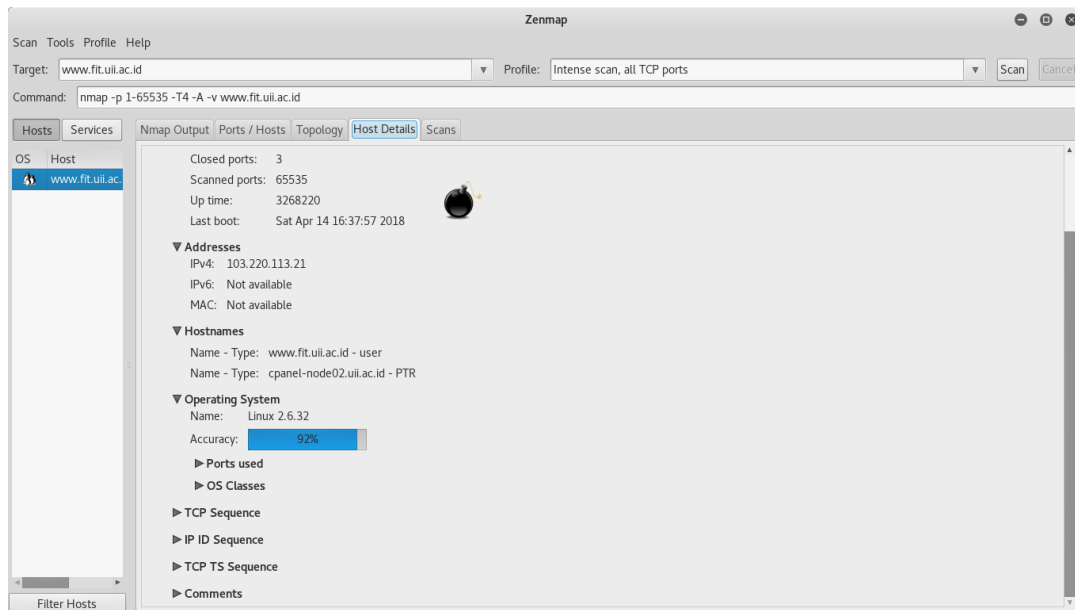 Zenmap
Scan Tools Profile Help
Target: www.fit.uii.ac.id Profile: Intense scan, all TCP ports Scan Cancel
Command: nmap -p 1-65535 -T4 -A -v www.fit.uii.ac.id
Hosts Services Nmap Output Ports / Hosts Topology Host Details Scans
OS Host
www.fit.uii.ac.
Closed ports: 3
Scanned ports: 65535
Up time: 3268220
Last boot: Sat Apr 14 16:37:57 2018
Addresses
IPv4: 103.220.113.21
IPv6: Not available
MAC: Not available
Hostnames
Name - Type: www.fit.uii.ac.id - user
Name - Type: cpanel-node02.uii.ac.id - PTR
Operating System
Name: Linux 2.6.32
Accuracy: 92%
Ports used
OS Classes
TCP Sequence
IP ID Sequence
TCP TS Sequence
Comments
Filter Hosts